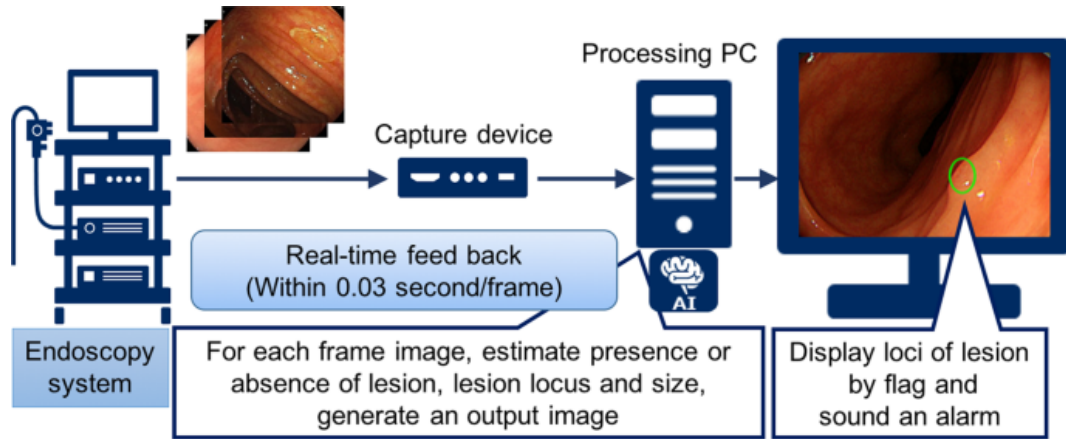 Processing PC
Capture device
Real-time feed back
(Within 0.03 second/frame)
AI
Endoscopy
system
For each frame image, estimate presence or
absence of lesion, lesion locus and size,
generate an output image
Display loci of lesion
by flag and
sound an alarm